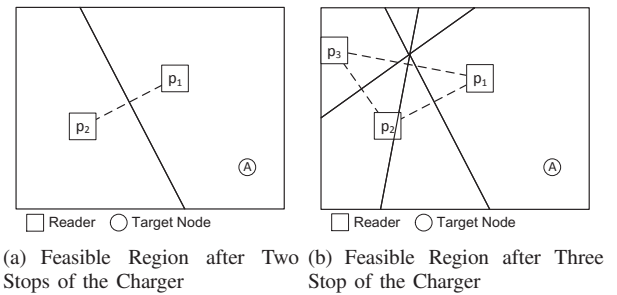 p1
p2
A
Reader Target Node
p3
p1
p2
A
Reader Target Node
(a) Feasible Region after Two
Stops of the Charger
(b) Feasible Region after Three
Stop of the Charger